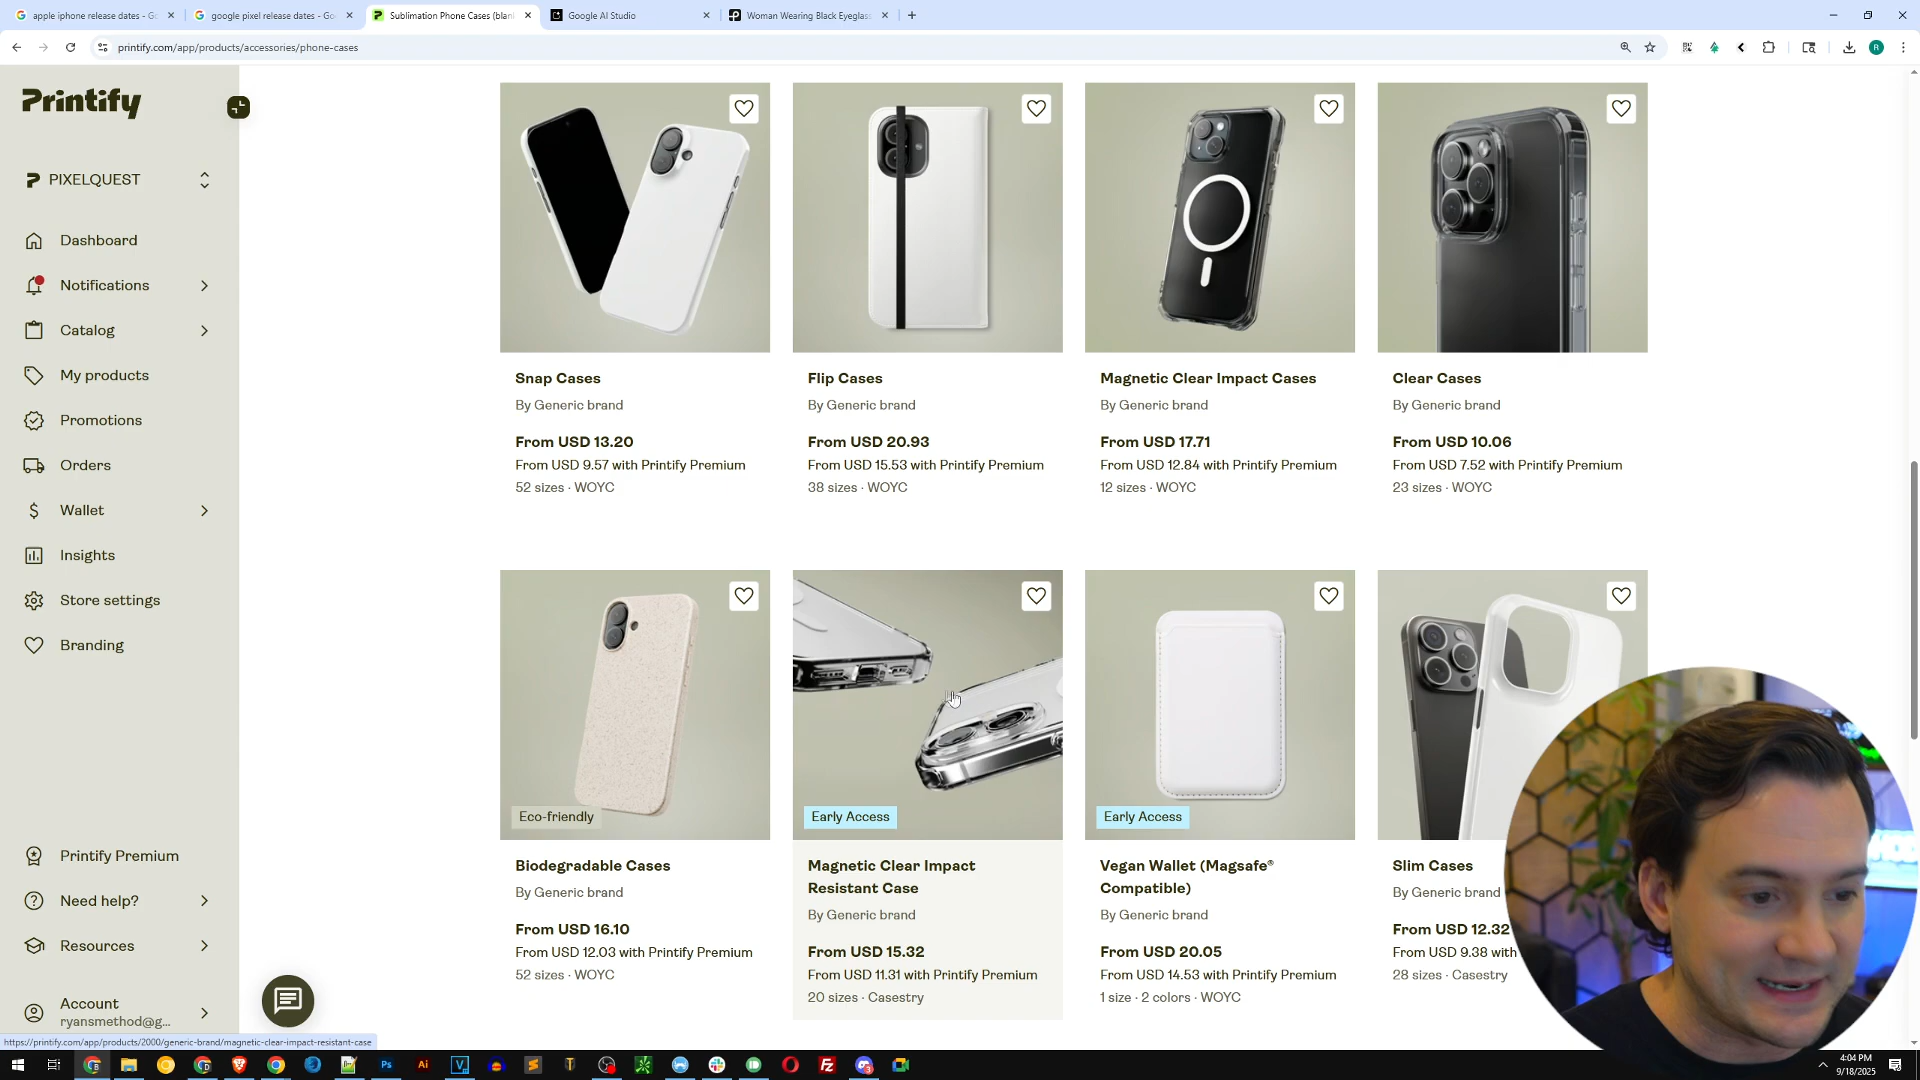 apple iphone release dates - Go
google pixel release dates - Go
Sublimation Phone Cases (blan
Google AI Studio
Woman Wearing Black Eyeglass
printify.com/app/products/accessories/phone-cases
R
Printify
PIXELQUEST
Dashboard
Notifications
Catalog
My products
Promotions
Orders
Wallet
Insights
Store settings
Branding
Printify Premium
Need help?
Resources
Account
ryansmethod@g...
Snap Cases
By Generic brand
From USD 13.20
From USD 9.57 with Printify Premium
52 sizes · WOYC
Flip Cases
By Generic brand
From USD 20.93
From USD 15.53 with Printify Premium
38 sizes · WOYC
Magnetic Clear Impact Cases
By Generic brand
From USD 17.71
From USD 12.84 with Printify Premium
12 sizes · WOYC
Clear Cases
By Generic brand
From USD 10.06
From USD 7.52 with Printify Premium
23 sizes · WOYC
Eco-friendly
Biodegradable Cases
By Generic brand
From USD 16.10
From USD 12.03 with Printify Premium
52 sizes · WOYC
Early Access
Magnetic Clear Impact
Resistant Case
By Generic brand
From USD 15.32
From USD 11.31 with Printify Premium
20 sizes · Casestry
Early Access
Vegan Wallet (Magsafe®
Compatible)
By Generic brand
From USD 20.05
From USD 14.53 with Printify Premium
1 size · 2 colors · WOYC
Slim Cases
By Generic brand
From USD 12.32
From USD 9.38 with
28 sizes · Casestry
https://printify.com/app/products/2000/generic-brand/magnetic-clear-impact-resistant-case
Ps
Ai
V
T
FZ
4:04 PM
9/18/2025